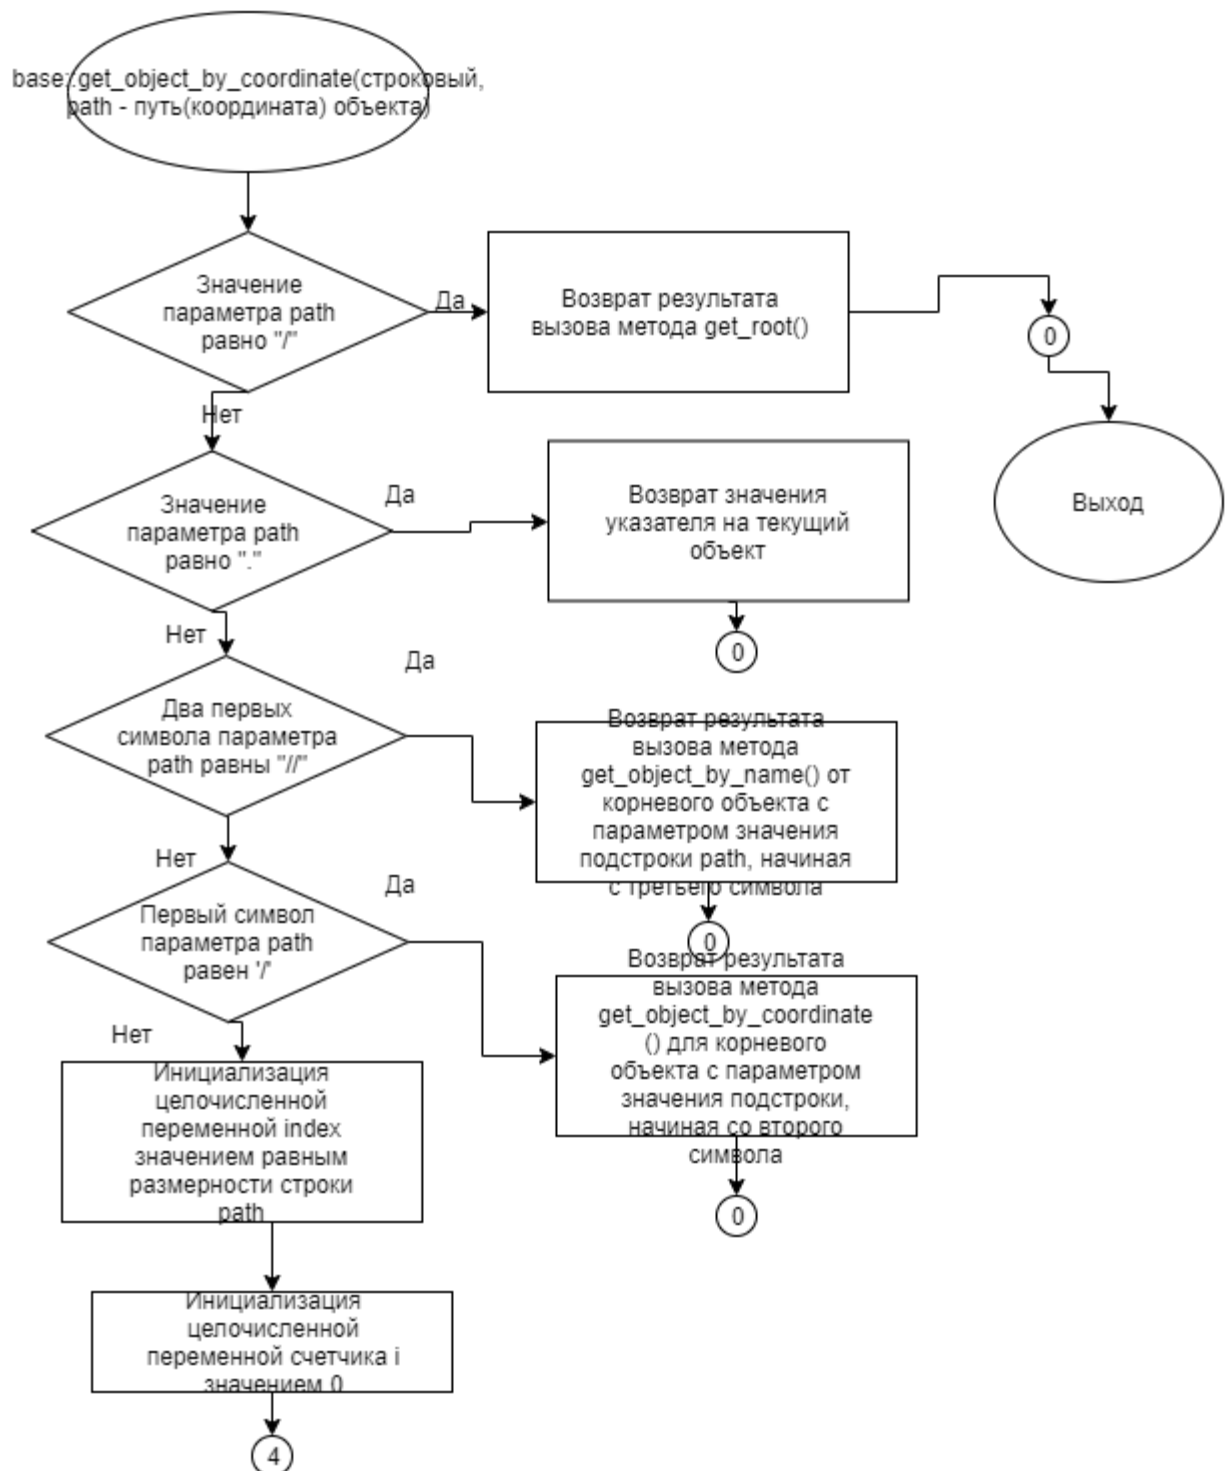 base::get_object_by_coordinate(строковый,
path - путь(координата) объекта)
Значение
параметра path
равно "/"
Да
Возврат результата
вызова метода get_root()
0
Нет
Выход
Значение
параметра path
равно "."
Да
Возврат значения
указателя на текущий
объект
0
Нет
Два первых
символа параметра
path равны "//"
Да
Возврат результата
вызова метода
get_object_by_name() от
корневого объекта с
параметром значения
подстроки path, начиная
с третьего символа
0
Нет
Первый символ
параметра path
равен '/'
Да
Возврат результата
вызова метода
get_object_by_coordinate
() для корневого
объекта с параметром
значения подстроки,
начиная со второго
символа
0
Нет
Инициализация
целочисленной
переменной index
значением равным
размерности строки
path
Инициализация
целочисленной
переменной счетчика i
значением 0
4